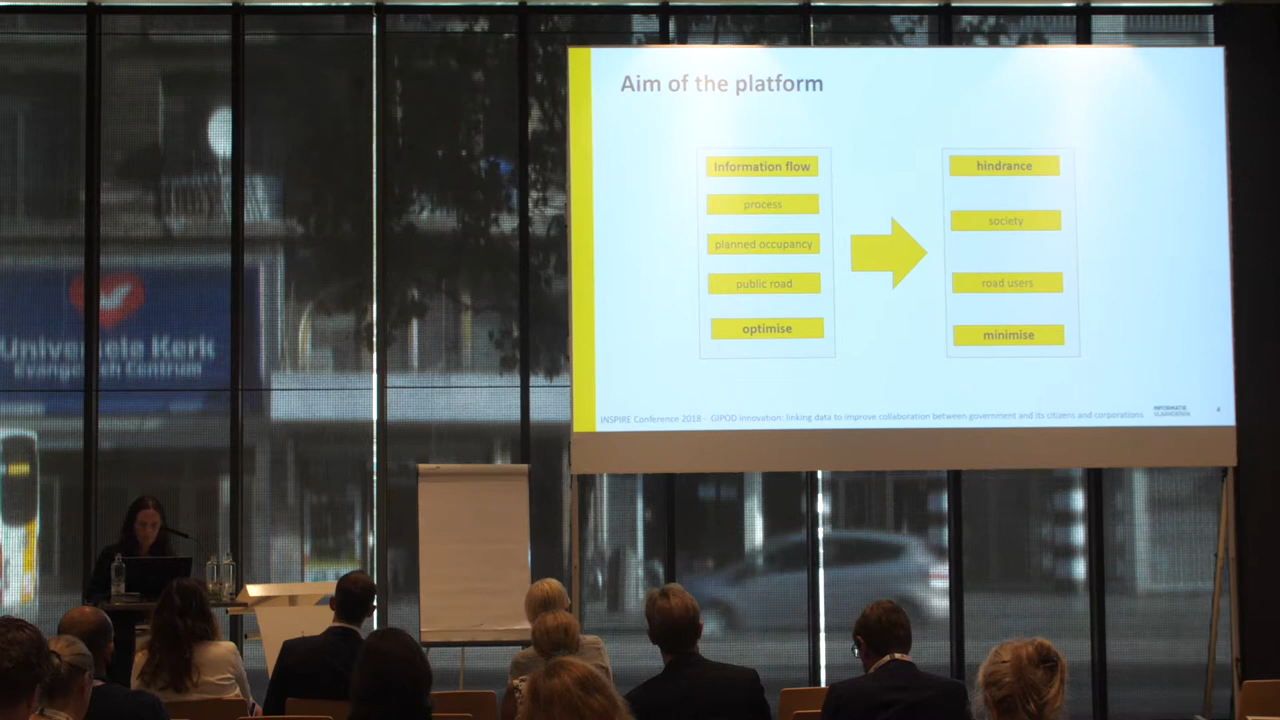 Aim of the platform
Information flow
process
planned occupancy
public road
optimise
hindrance
society
road users
minimise
INSPIRE Conference 2018 - GIPOD innovation: linking data to improve collaboration between government and its citizens and corporations
INFORMATIE
VLAANDEREN
Universele Kerk
Evangelisch Centrum